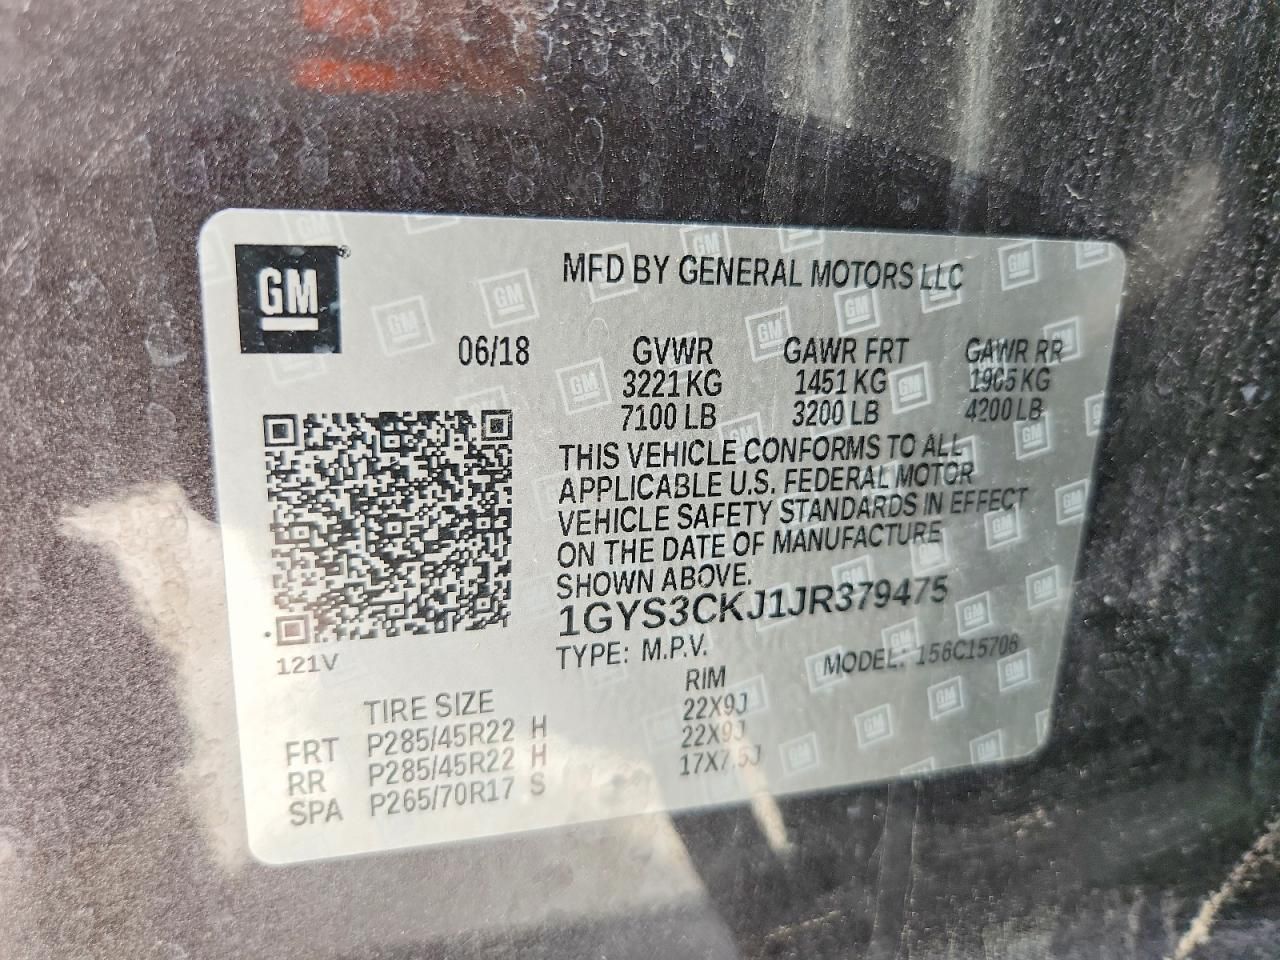 GM
MFD BY GENERAL MOTORS LLC
06/18
GVWR GAWR FRT GAWR RR
3221 KG 1451 KG 1905 KG
7100 LB 3200 LB 4200 LB
THIS VEHICLE CONFORMS TO ALL
APPLICABLE U.S. FEDERAL MOTOR
VEHICLE SAFETY STANDARDS IN EFFECT
ON THE DATE OF MANUFACTURE
SHOWN ABOVE.
1GYS3CKJ1JR379475
TYPE: M.P.V. MODEL: 156C15706
121V
TIRE SIZE RIM
FRT P285/45R22 H 22X9J
RR P285/45R22 H 22X9J
SPA P265/70R17 S 17X7.5J